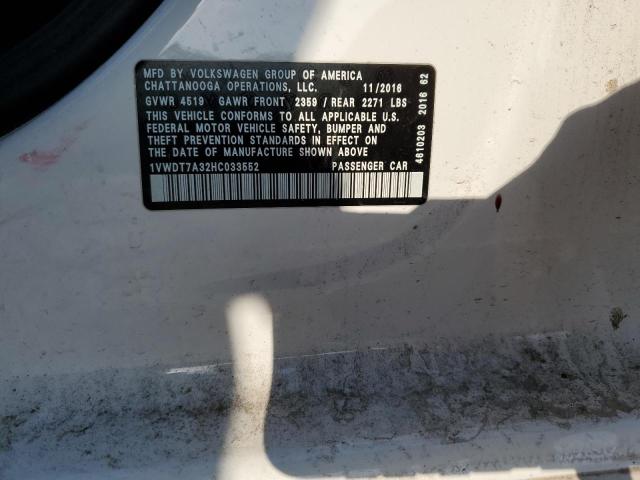 MFD BY VOLKSWAGEN GROUP OF AMERICA
CHATTANOOGA OPERATIONS, LLC. 11/2016
GVWR 4519 GAWR FRONT 2359 / REAR 2271 LBS
THIS VEHICLE CONFORMS TO ALL APPLICABLE U.S.
FEDERAL MOTOR VEHICLE SAFETY, BUMPER AND
THEFT PREVENTION STANDARDS IN EFFECT ON
THE DATE OF MANUFACTURE SHOWN ABOVE
1VWDT7A32HC033552 PASSENGER CAR
4610203 2016 62